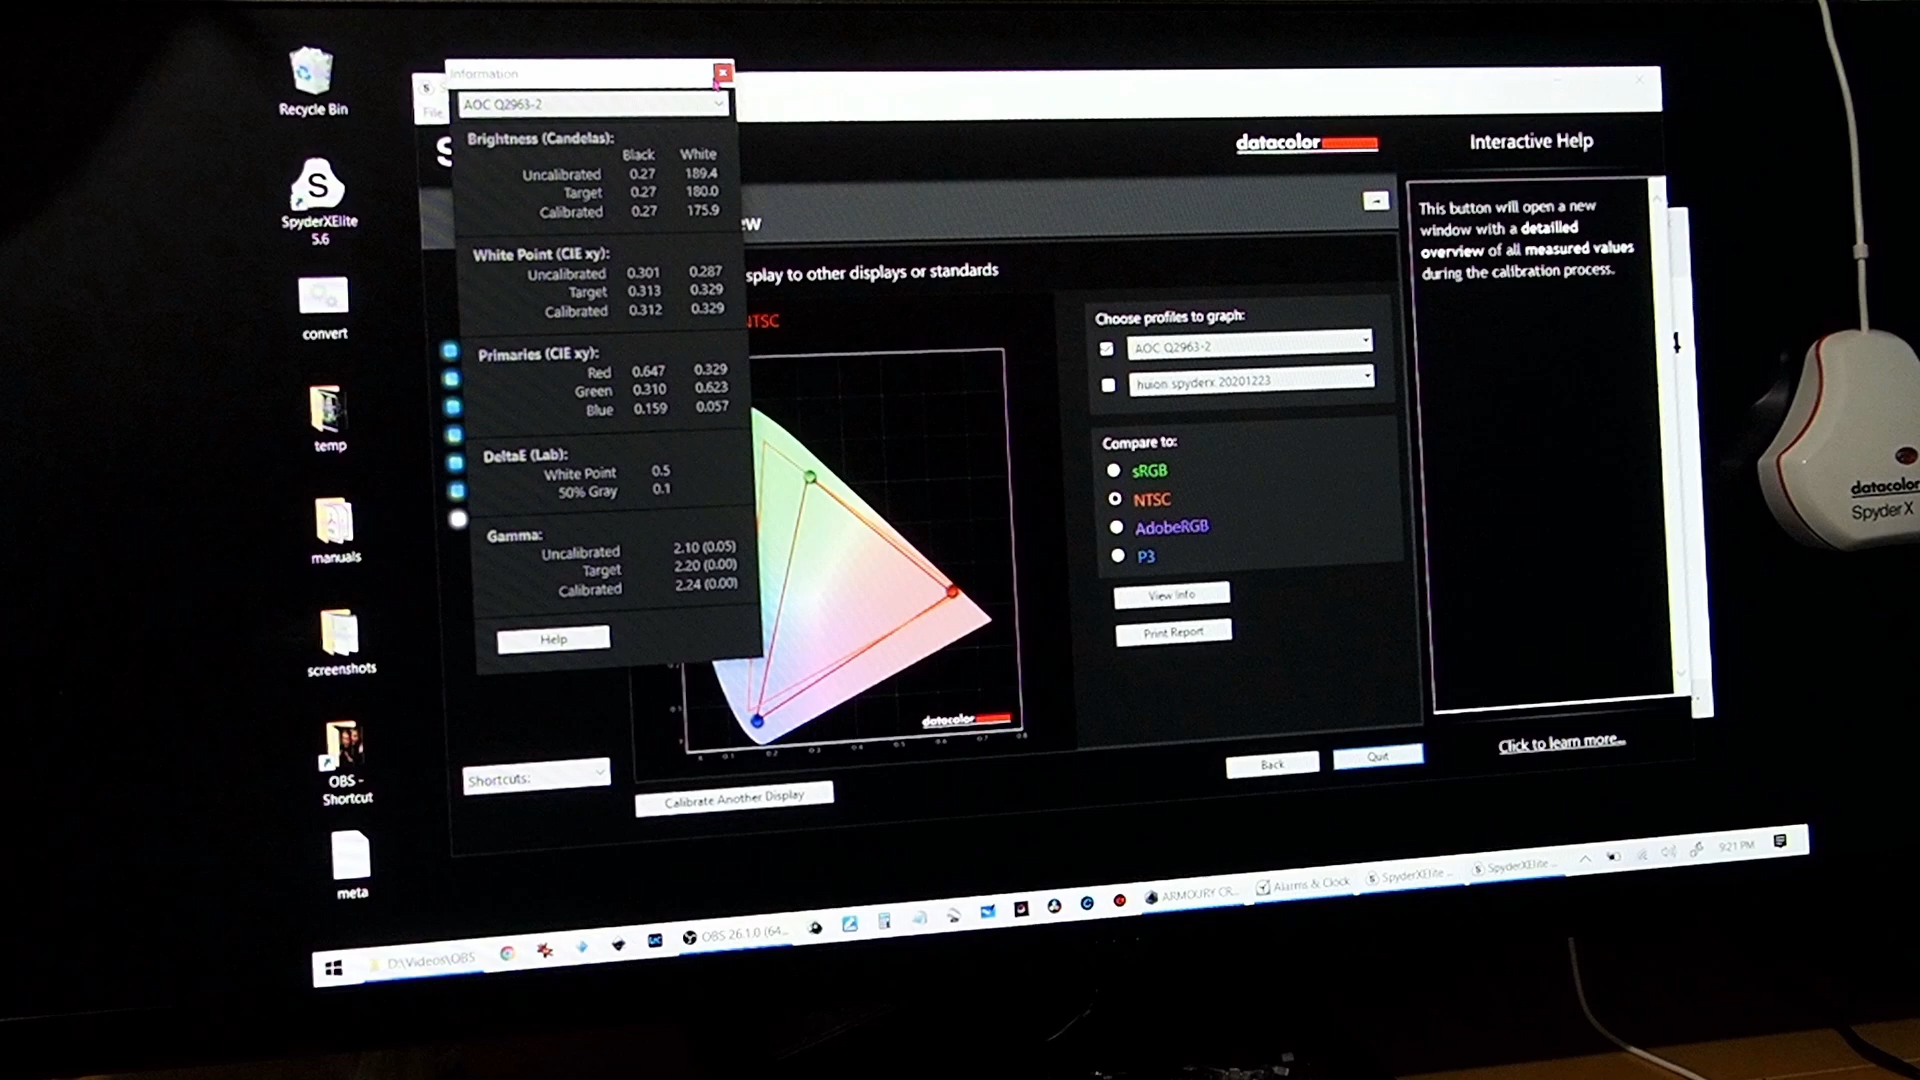 Recycle Bin
SpyderXElite
5.6
convert
temp
manuals
screenshots
OBS -
Shortcut
meta
Information
AOC Q2963-2
Brightness (Candelas):
Black White
Uncalibrated 0.27 189.4
Target 0.27 180.0
Calibrated 0.27 175.9
White Point (CIE xy):
Uncalibrated 0.301 0.287
Target 0.313 0.329
Calibrated 0.312 0.329
Primaries (CIE xy):
Red 0.647 0.329
Green 0.310 0.623
Blue 0.159 0.057
DeltaE (Lab):
White Point 0.5
50% Gray 0.1
Gamma:
Uncalibrated 2.10 (0.05)
Target 2.20 (0.00)
Calibrated 2.24 (0.00)
Help
File
S
datacolor
ew
splay to other displays or standards
NTSC
datacolor
Choose profiles to graph:
AOC Q2963-2
huion spyderx 20201223
Compare to:
sRGB
NTSC
AdobeRGB
P3
View Info
Print Report
Shortcuts:
Calibrate Another Display
Back
Quit
Interactive Help
This button will open a new
window with a detailled
overview of all measured values
during the calibration process.
Click to learn more...
datacolor
Spyder X
D:\Videos\OBS
OBS 26.1.0 (64...
ARMOURY CR...
Alarms & Clock
SpyderXElite ...
SpyderXElite ...
9:21 PM